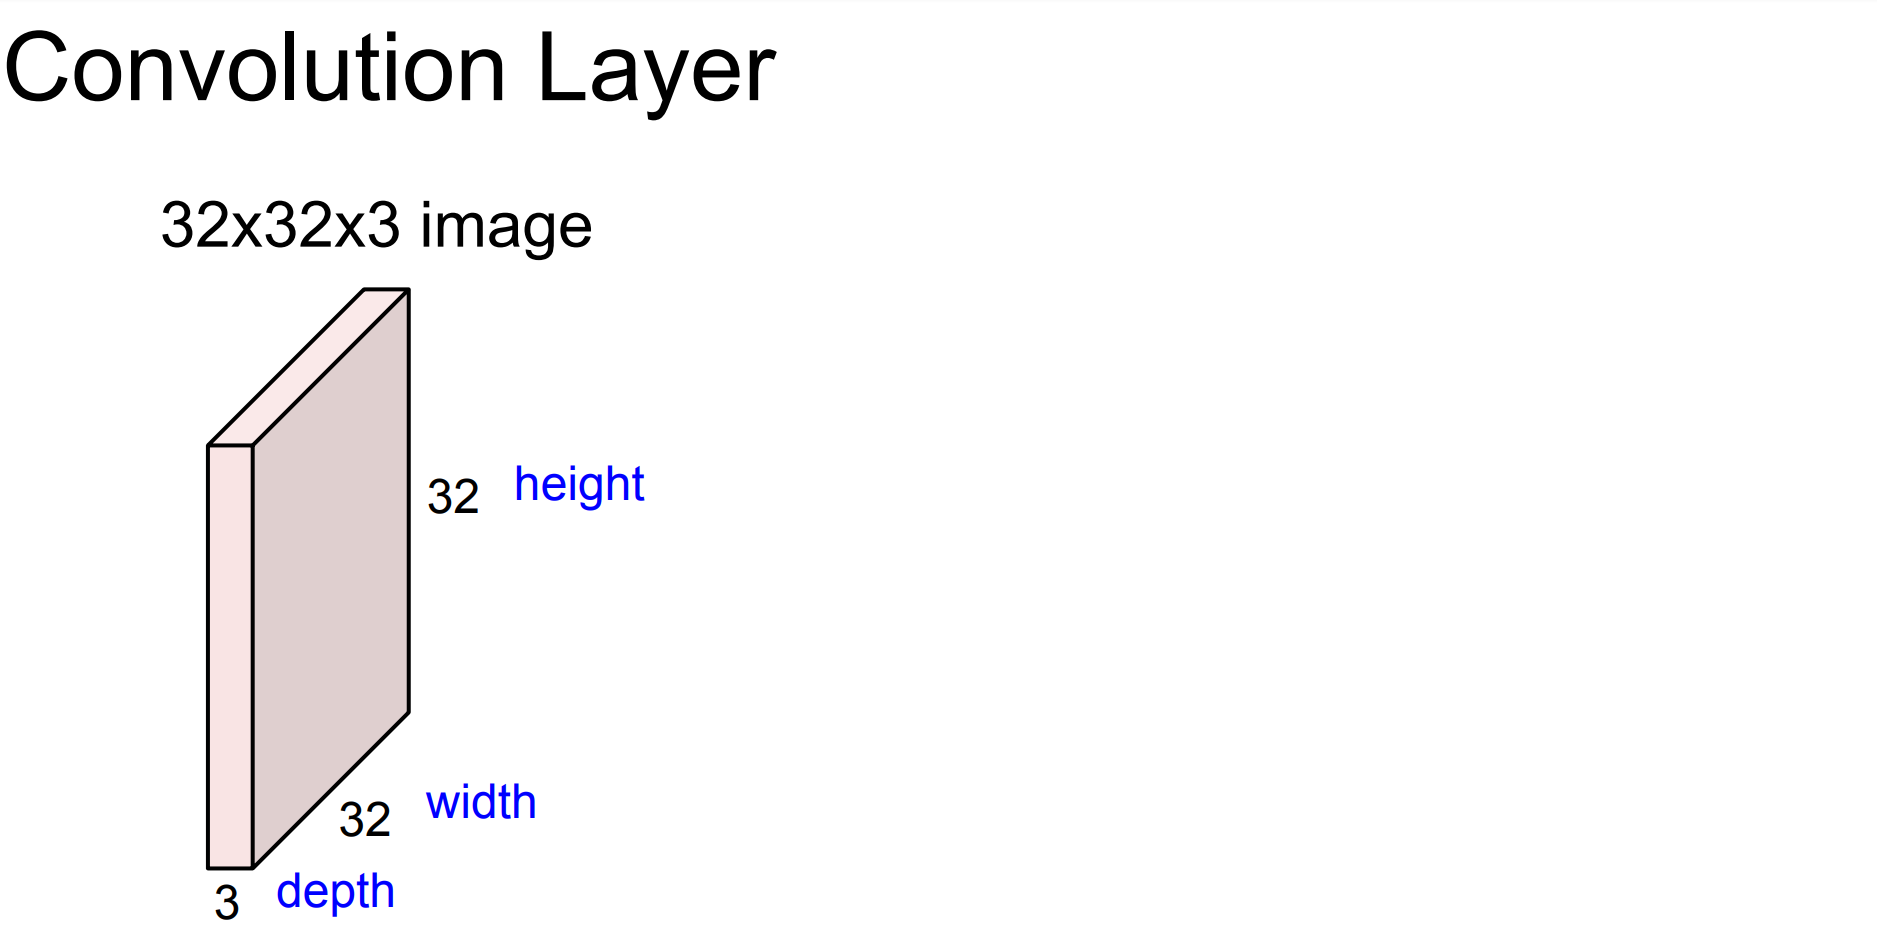 Convolution Layer
32x32x3 image
32 height
32 width
3 depth